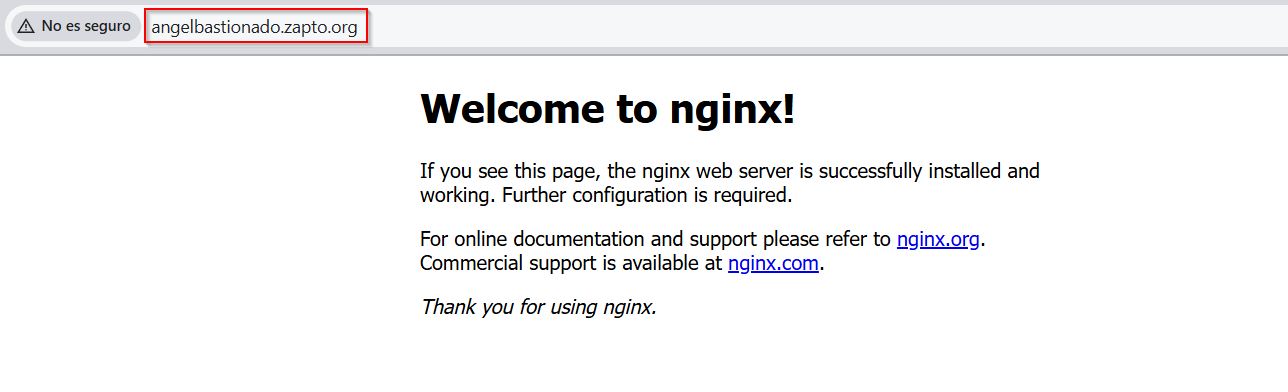 No es seguro angelbastionado.zapto.org
Welcome to nginx!
If you see this page, the nginx web server is successfully installed and
working. Further configuration is required.
For online documentation and support please refer to nginx.org.
Commercial support is available at nginx.com.
Thank you for using nginx.